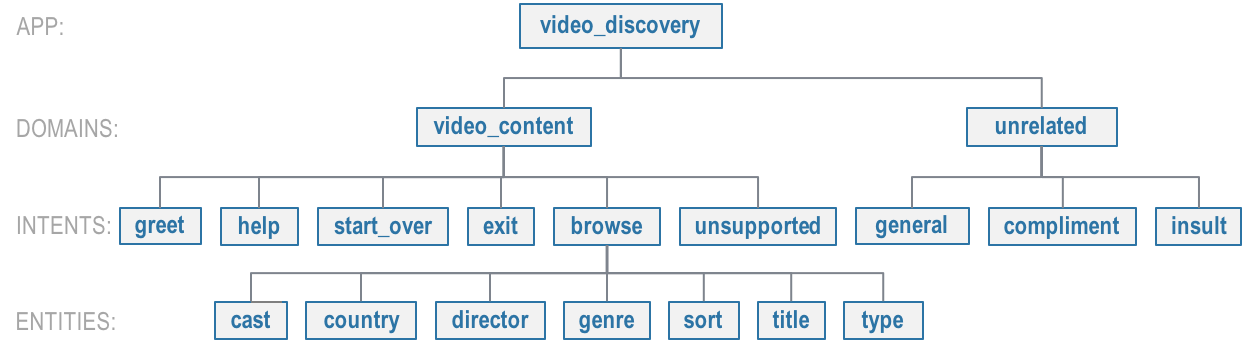 APP: video_discovery
DOMAINS: video_content unrelated
INTENTS: greet help start_over exit browse unsupported general compliment insult
ENTITIES: cast country director genre sort title type